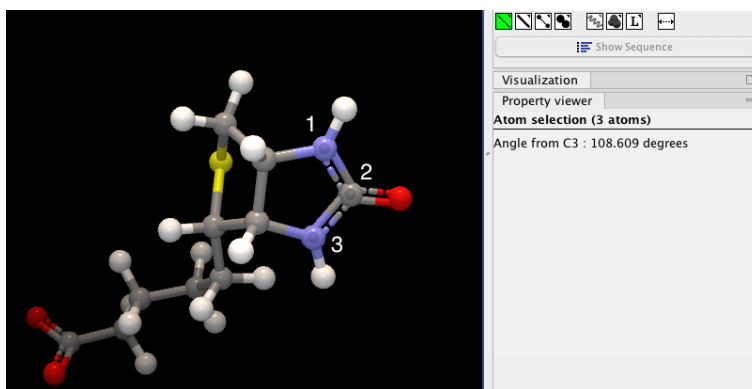 1
2
3
L
Show Sequence
Visualization
Property viewer
Atom selection (3 atoms)
Angle from C3 : 108.609 degrees